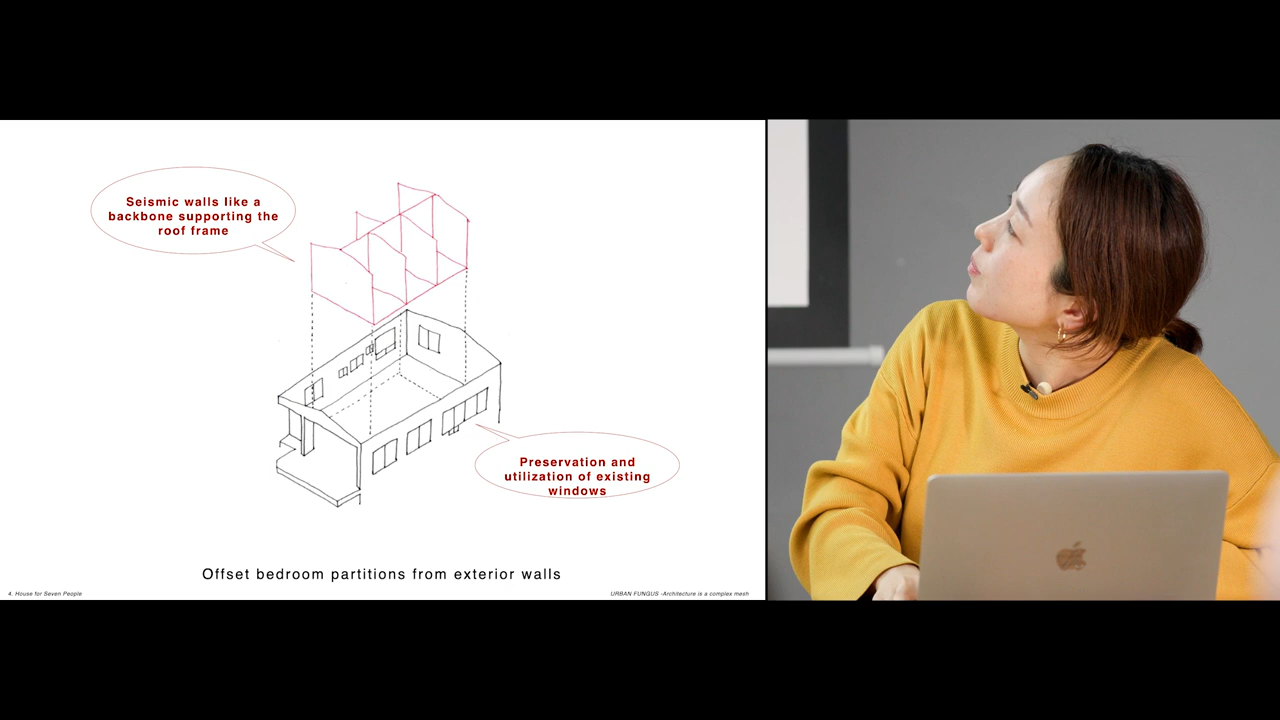 Seismic walls like a
backbone supporting the
roof frame
Preservation and
utilization of existing
windows
Offset bedroom partitions from exterior walls
4. House for Seven People
URBAN FUNGUS -Architecture is a complex mesh